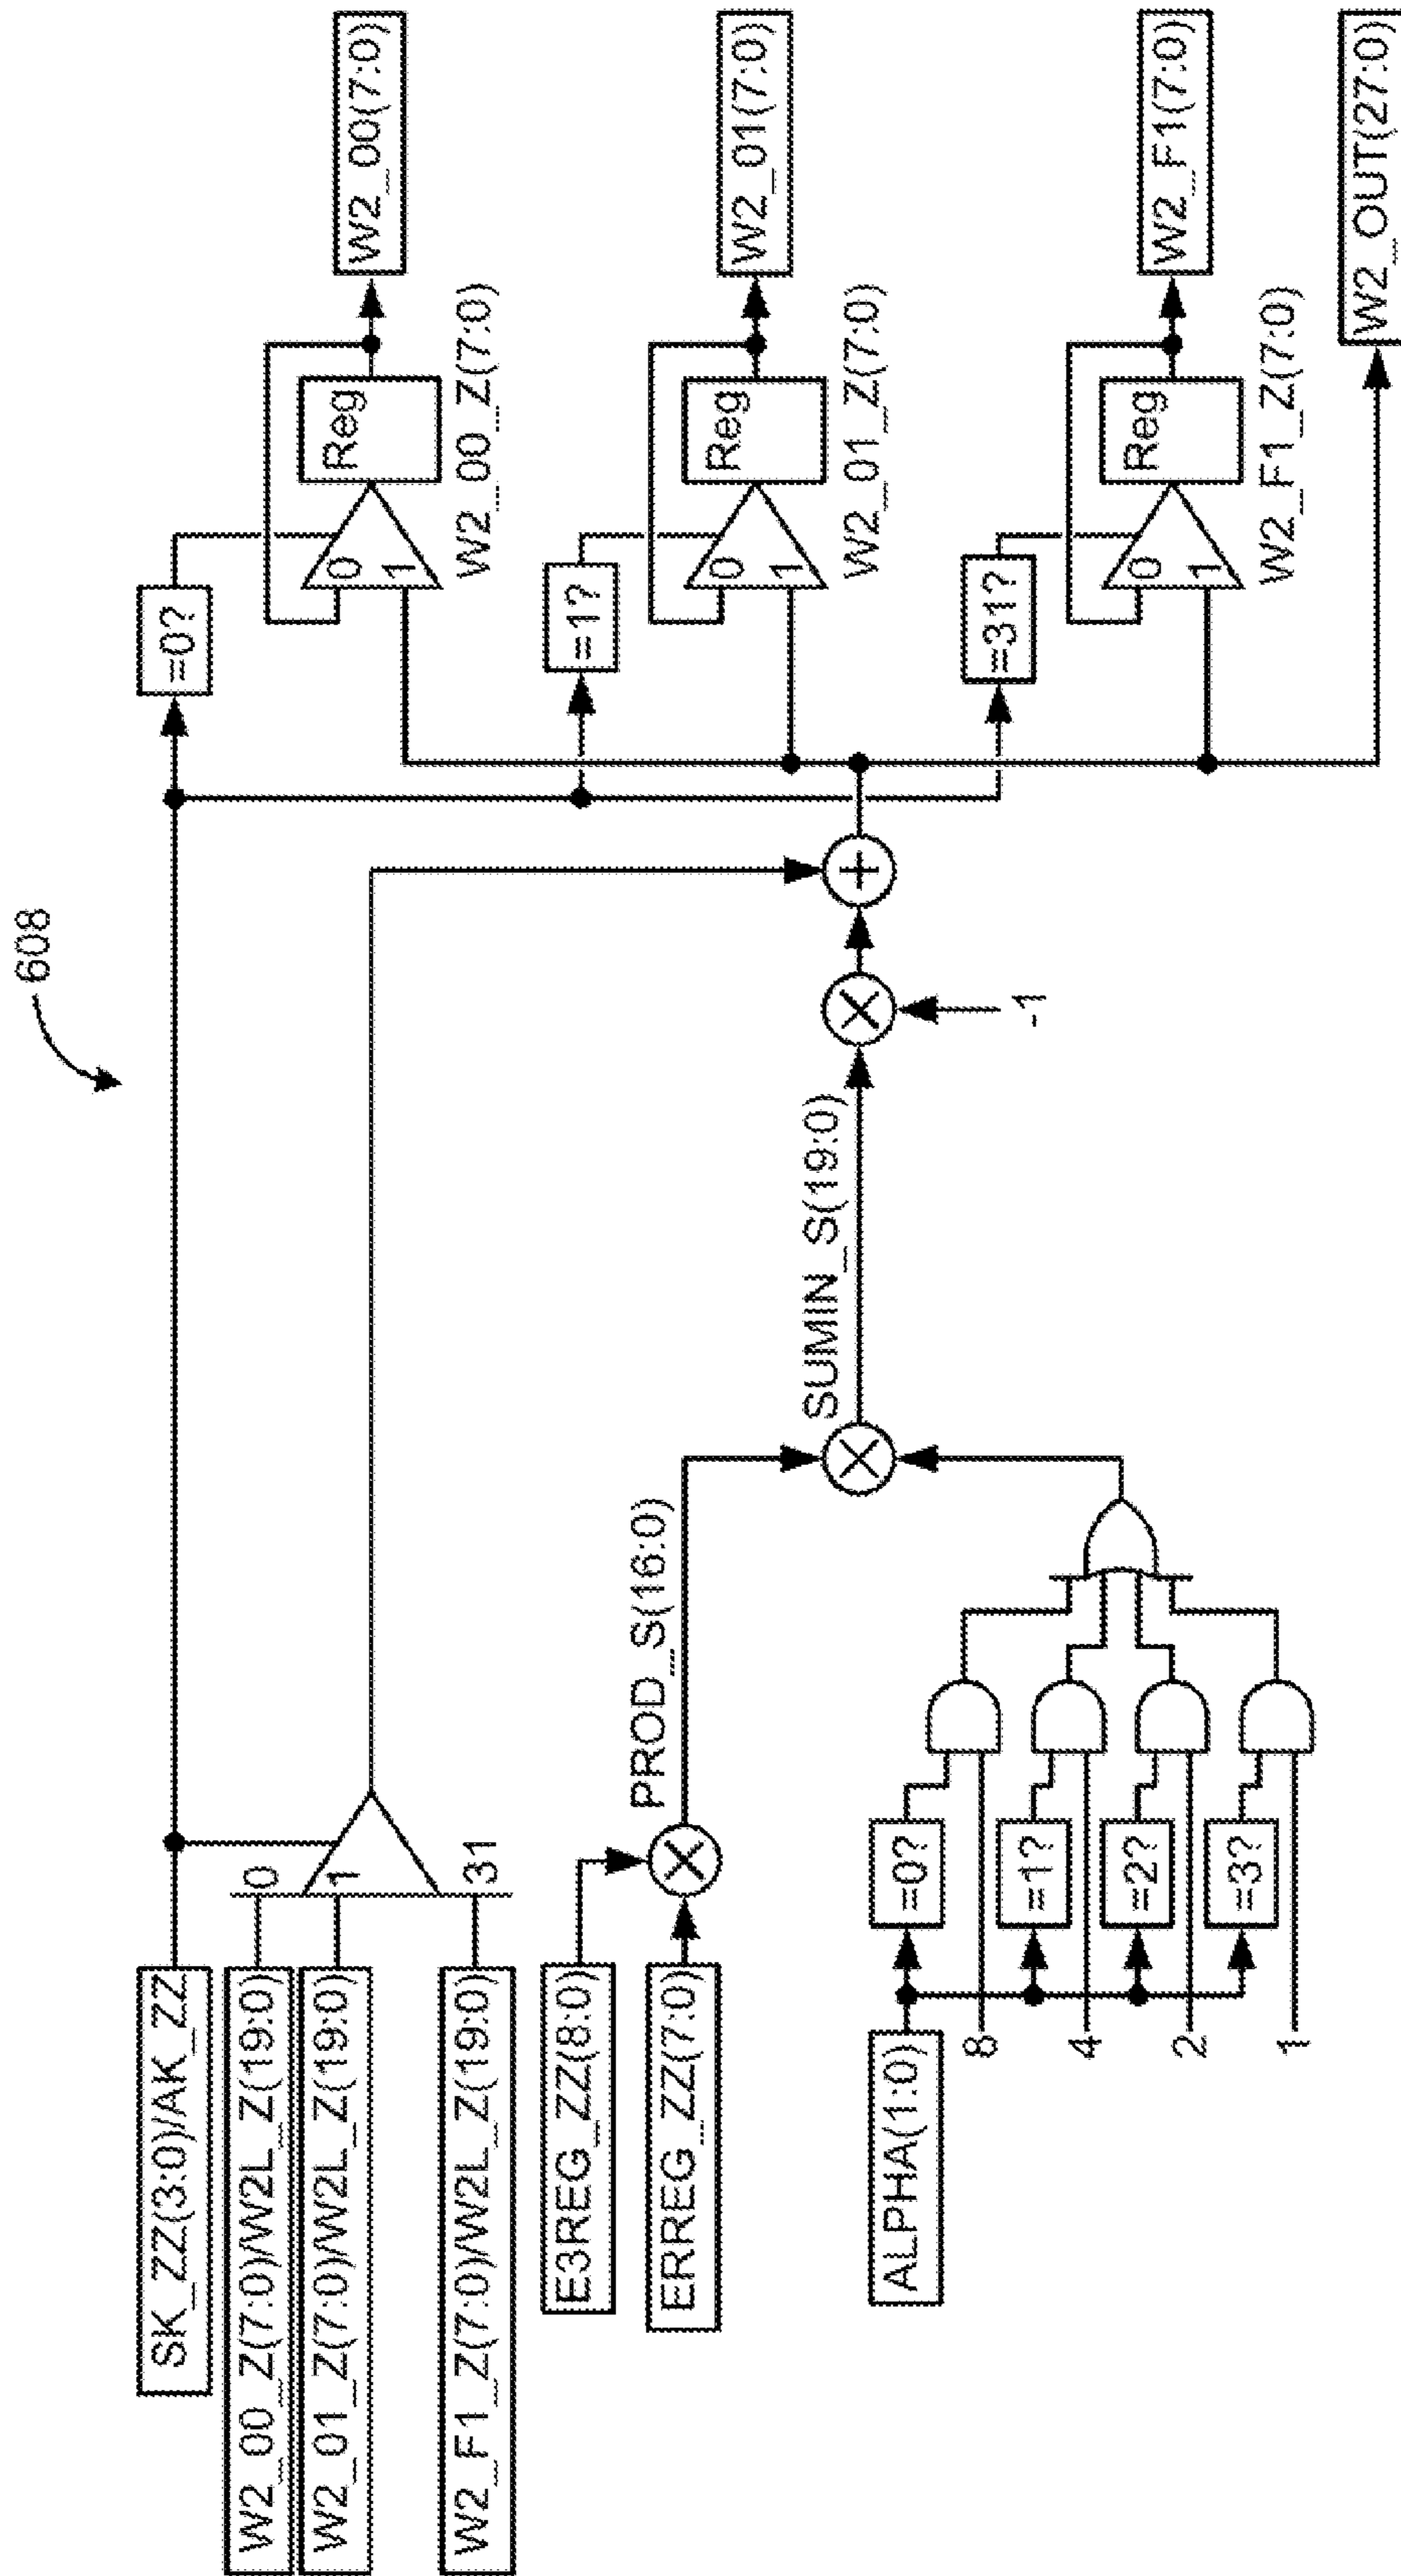 608
SK_ZZ(3:0)/AK_ZZ
W2_00_Z(7:0)/W2L_Z(19:0)
W2_01_Z(7:0)/W2L_Z(19:0)
W2_F1_Z(7:0)/W2L_Z(19:0)
0
1
31
E3REG_ZZ(8:0)
ERREG_ZZ(7:0)
PROD_S(16:0)
ALPHA(1:0)
=0?
8
=1?
4
=2?
2
=3?
1
SUMIN_S(19:0)
-1
+
=0?
0
1
Reg
W2_00_Z(7:0)
W2_00(7:0)
=1?
0
1
Reg
W2_01_Z(7:0)
W2_01(7:0)
=31?
0
1
Reg
W2_F1_Z(7:0)
W2_F1(7:0)
W2_OUT(27:0)